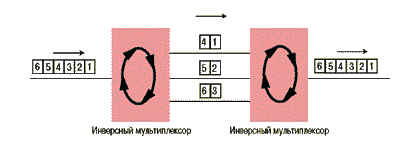 4 1
6 5 4 3 2 1
5 2
6 5 4 3 2 1
6 3
Инверсный мультиплексор
Инверсный мультиплексор